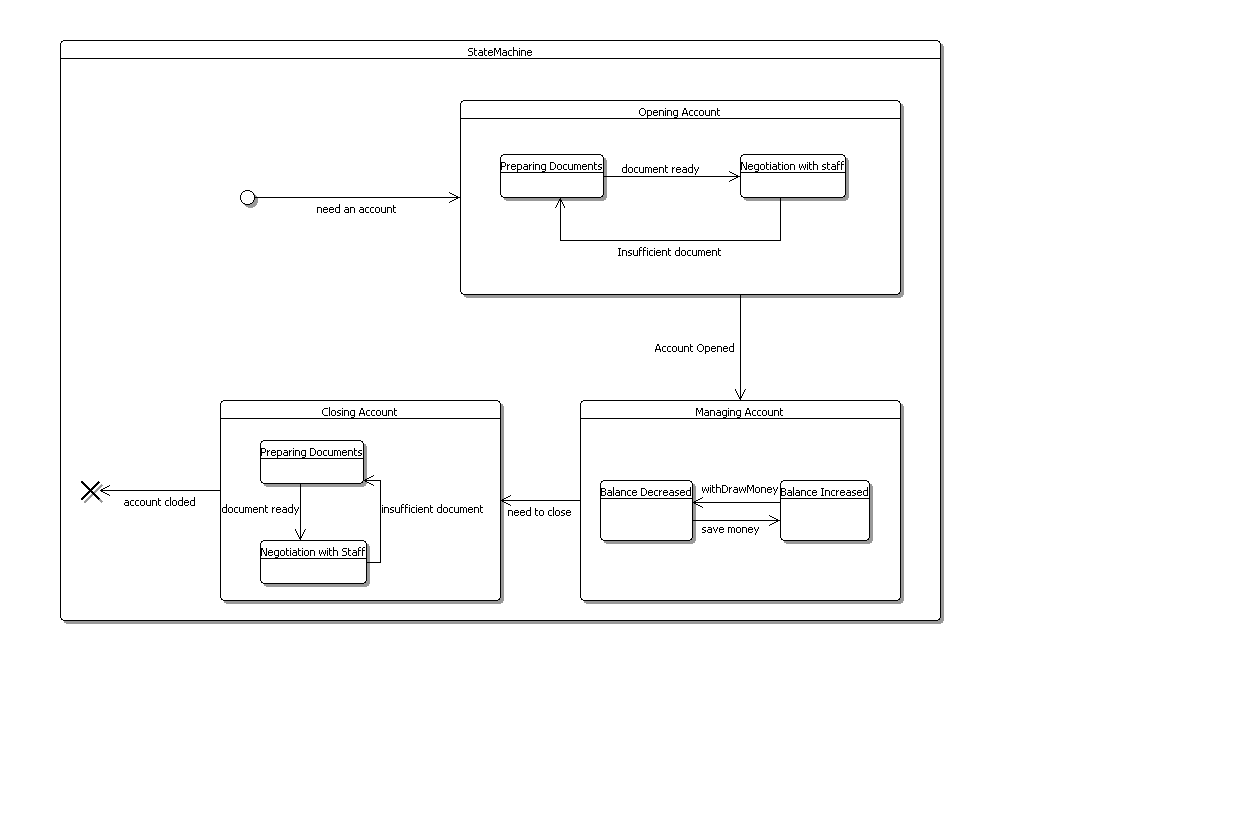 StateMachine
Opening Account
Preparing Documents
document ready
Negotiation with staff
need an account
Insufficient document
Account Opened
Closing Account
Managing Account
Preparing Documents
account cloded
document ready
insufficient document
Negotiation with Staff
need to close
Balance Decreased
withDrawMoney
Balance Increased
save money